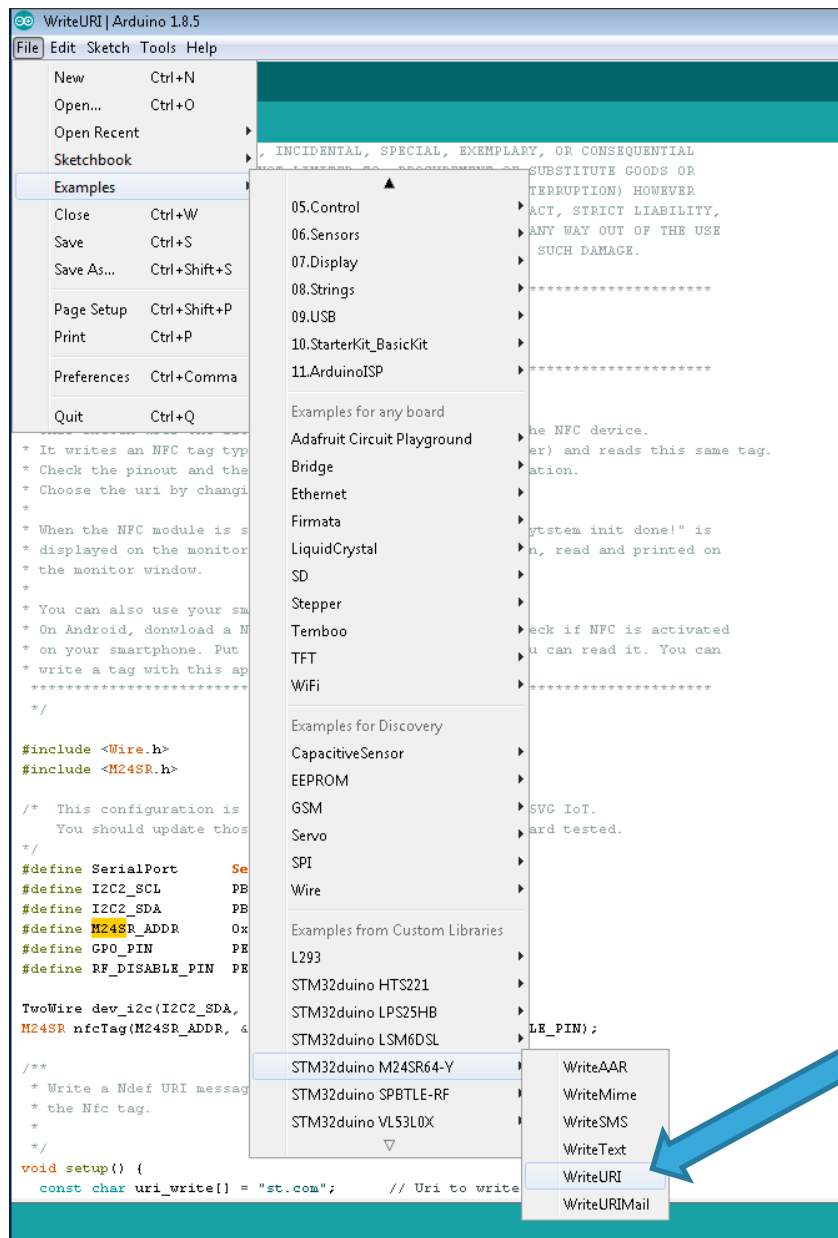 WriteURI | Arduino 1.8.5
File Edit Sketch Tools Help
New Ctrl+N
Open... Ctrl+O
Open Recent
Sketchbook
Examples
Close Ctrl+W
Save Ctrl+S
Save As... Ctrl+Shift+S
Page Setup Ctrl+Shift+P
Print Ctrl+P
Preferences Ctrl+Comma
Quit Ctrl+Q
05.Control
06.Sensors
07.Display
08.Strings
09.USB
10.StarterKit_BasicKit
11.ArduinoISP
Examples for any board
Adafruit Circuit Playground
Bridge
Ethernet
Firmata
LiquidCrystal
SD
Stepper
Temboo
TFT
WiFi
Examples for Discovery
CapacitiveSensor
EEPROM
GSM
Servo
SPI
Wire
Examples from Custom Libraries
L293
STM32duino HTS221
STM32duino LPS25HB
STM32duino LSM6DSL
STM32duino M24SR64-Y
STM32duino SPBTLE-RF
STM32duino VL53L0X
WriteAAR
WriteMime
WriteSMS
WriteText
WriteURI
WriteURIMail
, INCIDENTAL, SPECIAL, EXEMPLARY, OR CONSEQUENTIAL
SUBSTITUTE GOODS OR
TERRUPTION) HOWEVER
ACT, STRICT LIABILITY,
ANY WAY OUT OF THE USE
SUCH DAMAGE.
*********************
*********************
he NFC device.
* It writes an NFC tag typ er) and reads this same tag.
* Check the pinout and the ation.
* Choose the uri by changi
*
* When the NFC module is s ytstem init done!" is
* displayed on the monitor n, read and printed on
* the monitor window.
*
* You can also use your sm
* On Android, donwload a N eck if NFC is activated
* on your smartphone. Put u can read it. You can
* write a tag with this ap
************************* *********************
*/
#include <Wire.h>
#include <M24SR.h>
/* This configuration is SVG IoT.
You should update thos ard tested.
*/
#define SerialPort Se
#define I2C2_SCL PB
#define I2C2_SDA PB
#define M24SR_ADDR 0x
#define GPO_PIN PE
#define RF_DISABLE_PIN PE
TwoWire dev_i2c(I2C2_SDA,
M24SR nfcTag(M24SR_ADDR, & LE_PIN);
/**
* Write a Ndef URI messag
* the Nfc tag.
*
*/
void setup() {
const char uri_write[] = "st.com"; // Uri to write